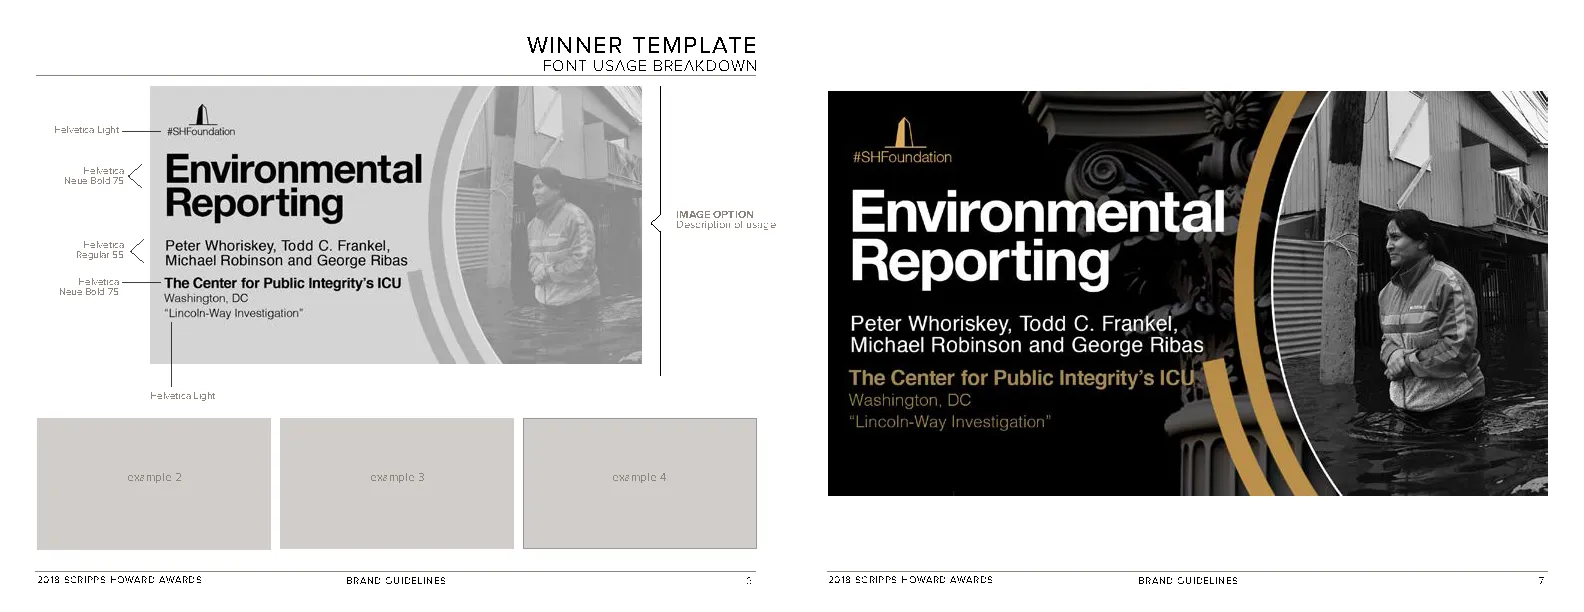 WINNER TEMPLATE
FONT USAGE BREAKDOWN
Helvetica Light
#SHFoundation
Helvetica
Neue Bold 75
Environmental
Reporting
IMAGE OPTION
Description of usage
Helvetica
Regular 55
Peter Whoriskey, Todd C. Frankel,
Michael Robinson and George Ribas
Helvetica
Neue Bold 75
The Center for Public Integrity's ICU
Washington, DC
“Lincoln-Way Investigation”
Helvetica Light
example 2
example 3
example 4
2018 SCRIPPS HOWARD AWARDS
BRAND GUIDELINES
3
#SHFoundation
Environmental
Reporting
Peter Whoriskey, Todd C. Frankel,
Michael Robinson and George Ribas
The Center for Public Integrity's ICU
Washington, DC
“Lincoln-Way Investigation”
2018 SCRIPPS HOWARD AWARDS
BRAND GUIDELINES
7